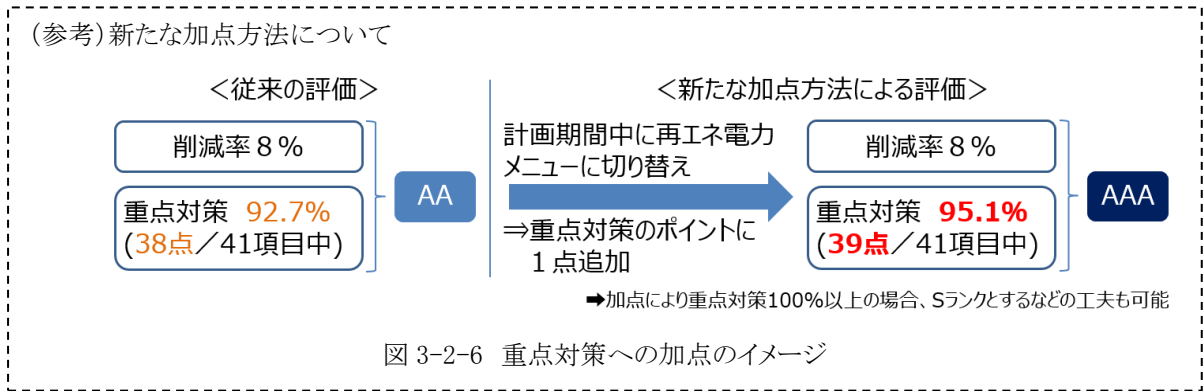 （参考）新たな加点方法について
＜従来の評価＞
削減率８％
重点対策 92.7%
(38点／41項目中)
AA
＜新たな加点方法による評価＞
計画期間中に再エネ電力
メニューに切り替え
⇒重点対策のポイントに
１点追加
削減率８％
重点対策 95.1%
(39点／41項目中)
AAA
➡加点により重点対策100%以上の場合、Sランクとするなどの工夫も可能
図 3-2-6 重点対策への加点のイメージ